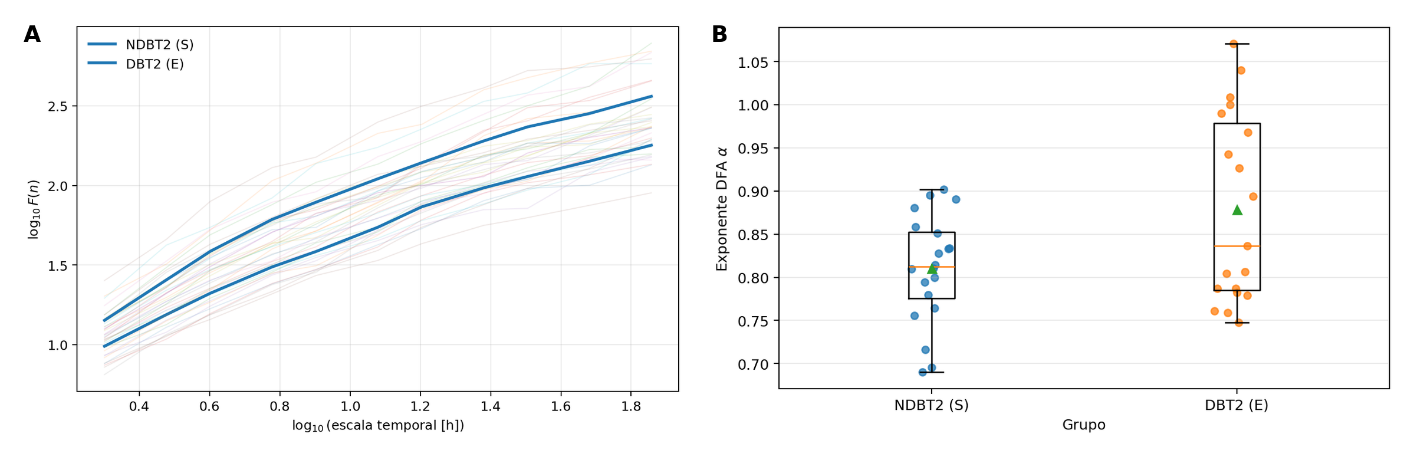 A
NDBT2 (S)
DBT2 (E)
log10 F(n)
2.5
2.0
1.5
1.0
0.4 0.6 0.8 1.0 1.2 1.4 1.6 1.8
log10(escala temporal [h])
B
Exponente DFA α
1.05
1.00
0.95
0.90
0.85
0.80
0.75
0.70
NDBT2 (S) DBT2 (E)
Grupo